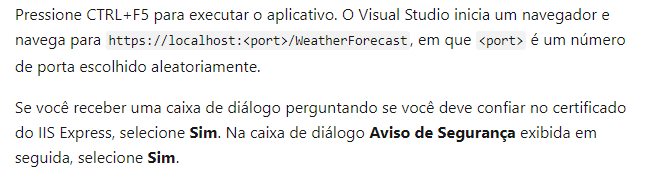 Pressione CTRL+F5 para executar o aplicativo. O Visual Studio inicia um navegador e
navega para https://localhost:<port>/WeatherForecast, em que <port> é um número
de porta escolhido aleatoriamente.
Se você receber uma caixa de diálogo perguntando se você deve confiar no certificado
do IIS Express, selecione Sim. Na caixa de diálogo Aviso de Segurança exibida em
seguida, selecione Sim.